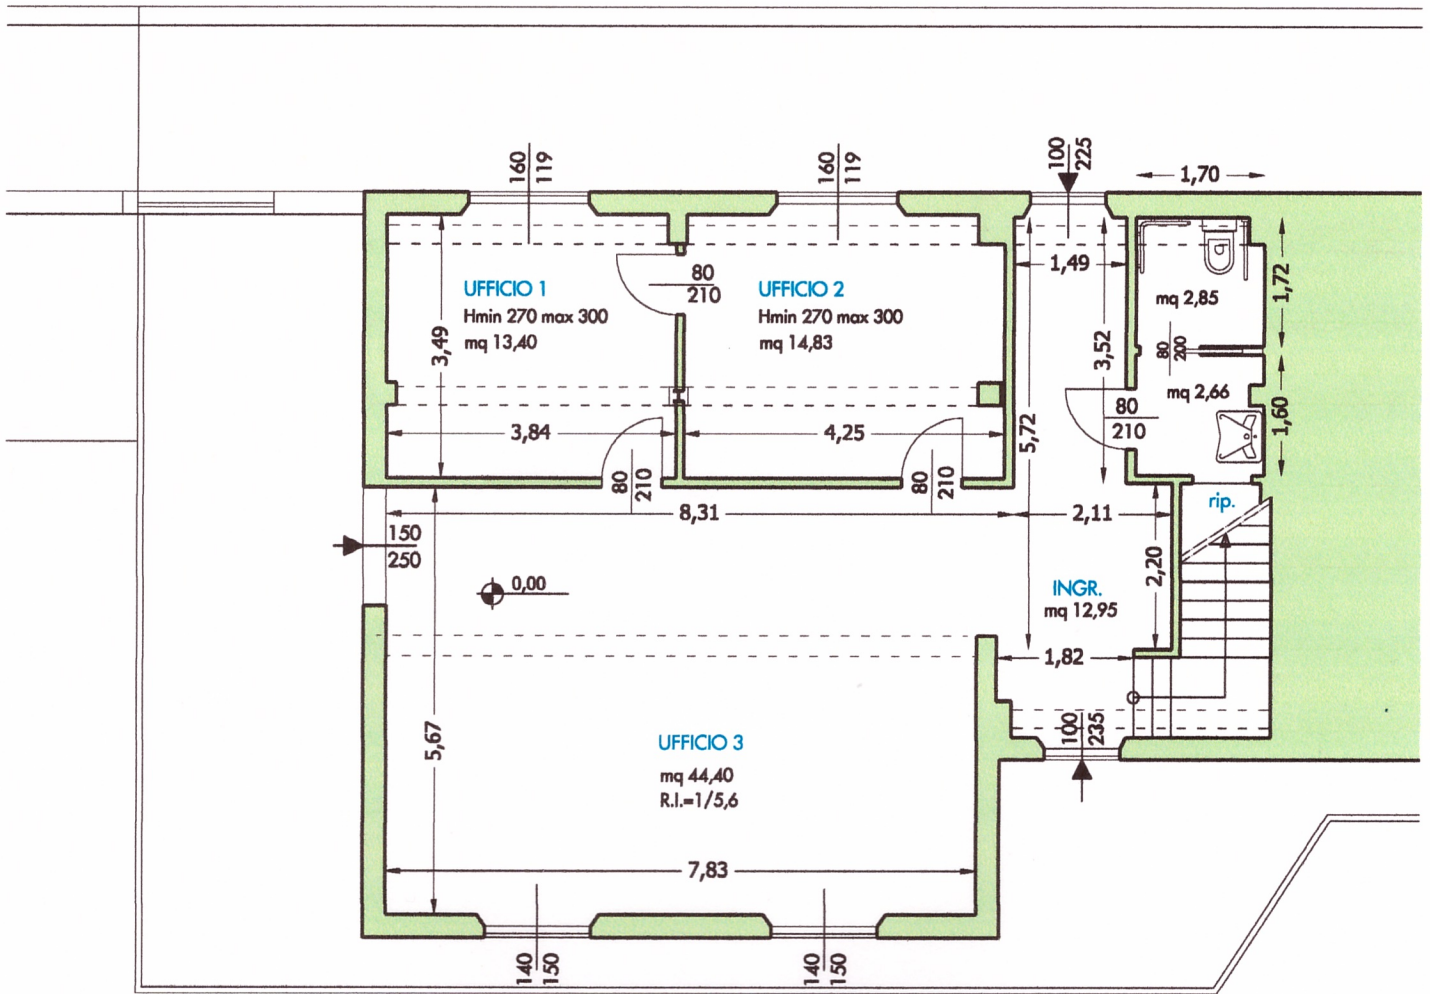 160
119
160
119
100
225
1,70
UFFICIO 1
Hmin 270 max 300
mq 13,40
80
210
UFFICIO 2
Hmin 270 max 300
mq 14,83
1,49
mq 2,85
1,72
3,49
3,52
80
200
mq 2,66
1,60
3,84
4,25
5,72
80
210
80
210
80
210
rip.
8,31
2,11
150
250
0,00
2,20
INGR.
mq 12,95
1,82
5,67
UFFICIO 3
mq 44,40
R.I.=1/5,6
100
235
7,83
140
150
140
150